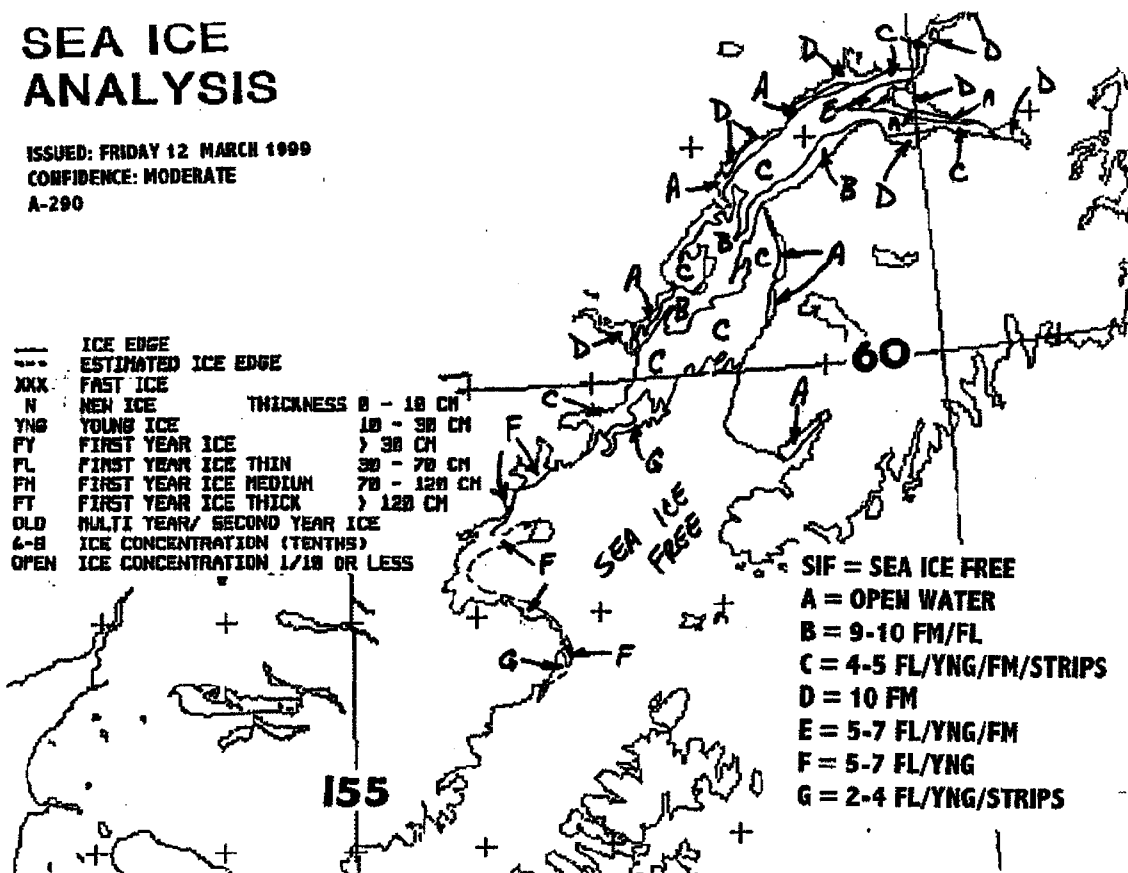 SEA ICE
ANALYSIS
ISSUED: FRIDAY 12 MARCH 1999
CONFIDENCE: MODERATE
A-290
ICE EDGE
ESTIMATED ICE EDGE
XXX FAST ICE
N NEW ICE THICKNESS 0 - 10 CM
YNG YOUNG ICE 10 - 30 CM
FY FIRST YEAR ICE > 30 CM
FL FIRST YEAR ICE THIN 30 - 70 CM
FM FIRST YEAR ICE MEDIUM 70 - 120 CM
FT FIRST YEAR ICE THICK > 120 CM
OLD MULTI YEAR/ SECOND YEAR ICE
6-8 ICE CONCENTRATION (TENTHS)
OPEN ICE CONCENTRATION 1/10 OR LESS
C
D
D
A
D
E
D
A
A
D
C
A
C
B
D
C
B
C
A
C
A
B
D
C
C
60
C
F
A
G
SEA ICE
FREE
F
G
F
155
SIF = SEA ICE FREE
A = OPEN WATER
B = 9-10 FM/FL
C = 4-5 FL/YNG/FM/STRIPS
D = 10 FM
E = 5-7 FL/YNG/FM
F = 5-7 FL/YNG
G = 2-4 FL/YNG/STRIPS